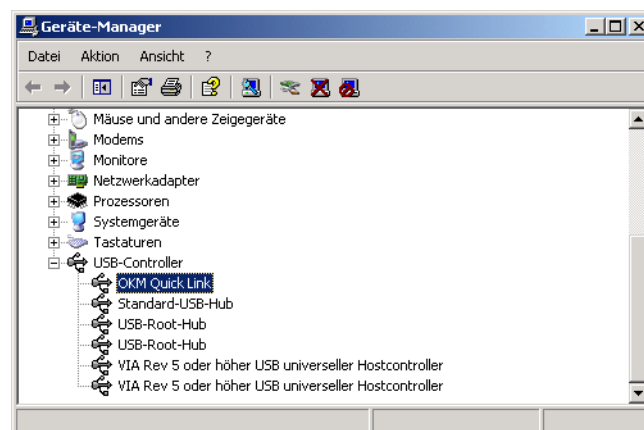 Geräte-Manager
Datei Aktion Ansicht ?
Mäuse und andere Zeigegeräte
Modems
Monitore
Netzwerkadapter
Prozessoren
Systemgeräte
Tastaturen
USB-Controller
OKM Quick Link
Standard-USB-Hub
USB-Root-Hub
USB-Root-Hub
VIA Rev 5 oder höher USB universeller Hostcontroller
VIA Rev 5 oder höher USB universeller Hostcontroller